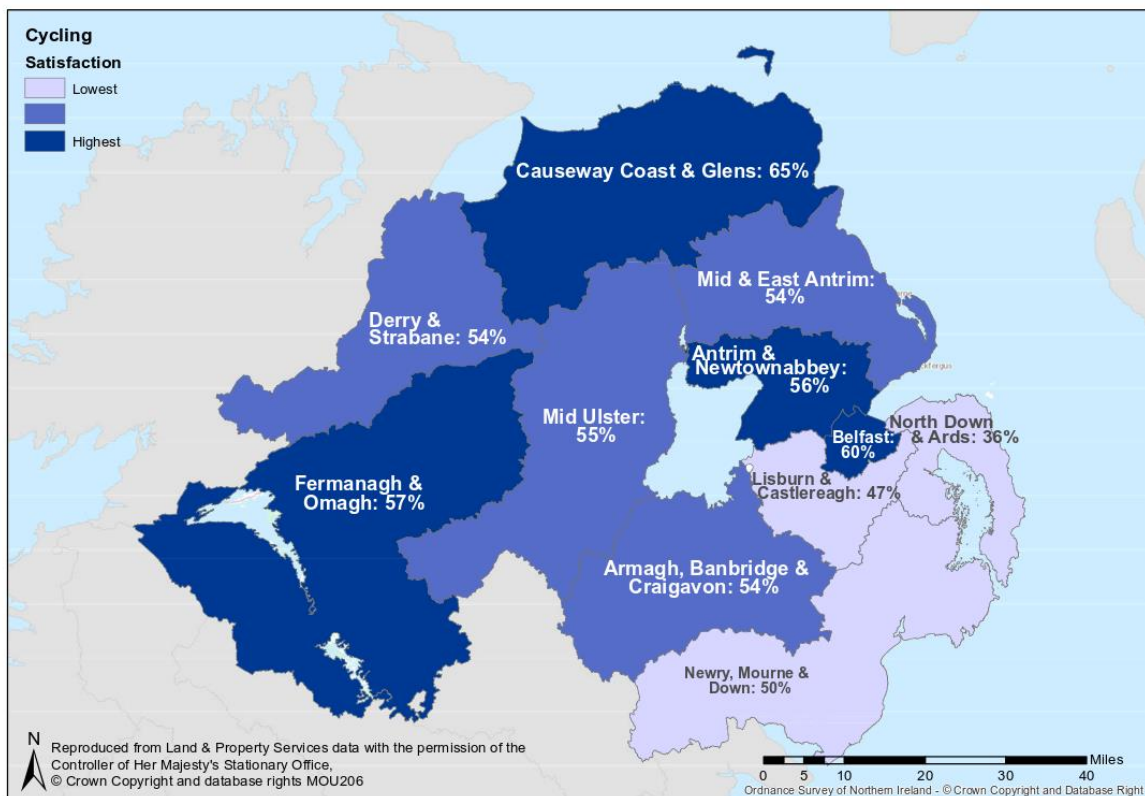 Cycling
Satisfaction
Lowest
Highest
Causeway Coast & Glens: 65%
Mid & East Antrim:
54%
Derry &
Strabane: 54%
Antrim &
Newtownabbey:
56%
Mid Ulster:
55%
North Down
& Ards: 36%
Belfast:
60%
Lisburn &
Castlereagh: 47%
Fermanagh &
Omagh: 57%
Armagh, Banbridge &
Craigavon: 54%
Newry, Mourne &
Down: 50%
N
Reproduced from Land & Property Services data with the permission of the
Controller of Her Majesty's Stationary Office,
© Crown Copyright and database rights MOU206
Miles
0 5 10 20 30 40
Ordnance Survey of Northern Ireland - © Crown Copyright and Database Right